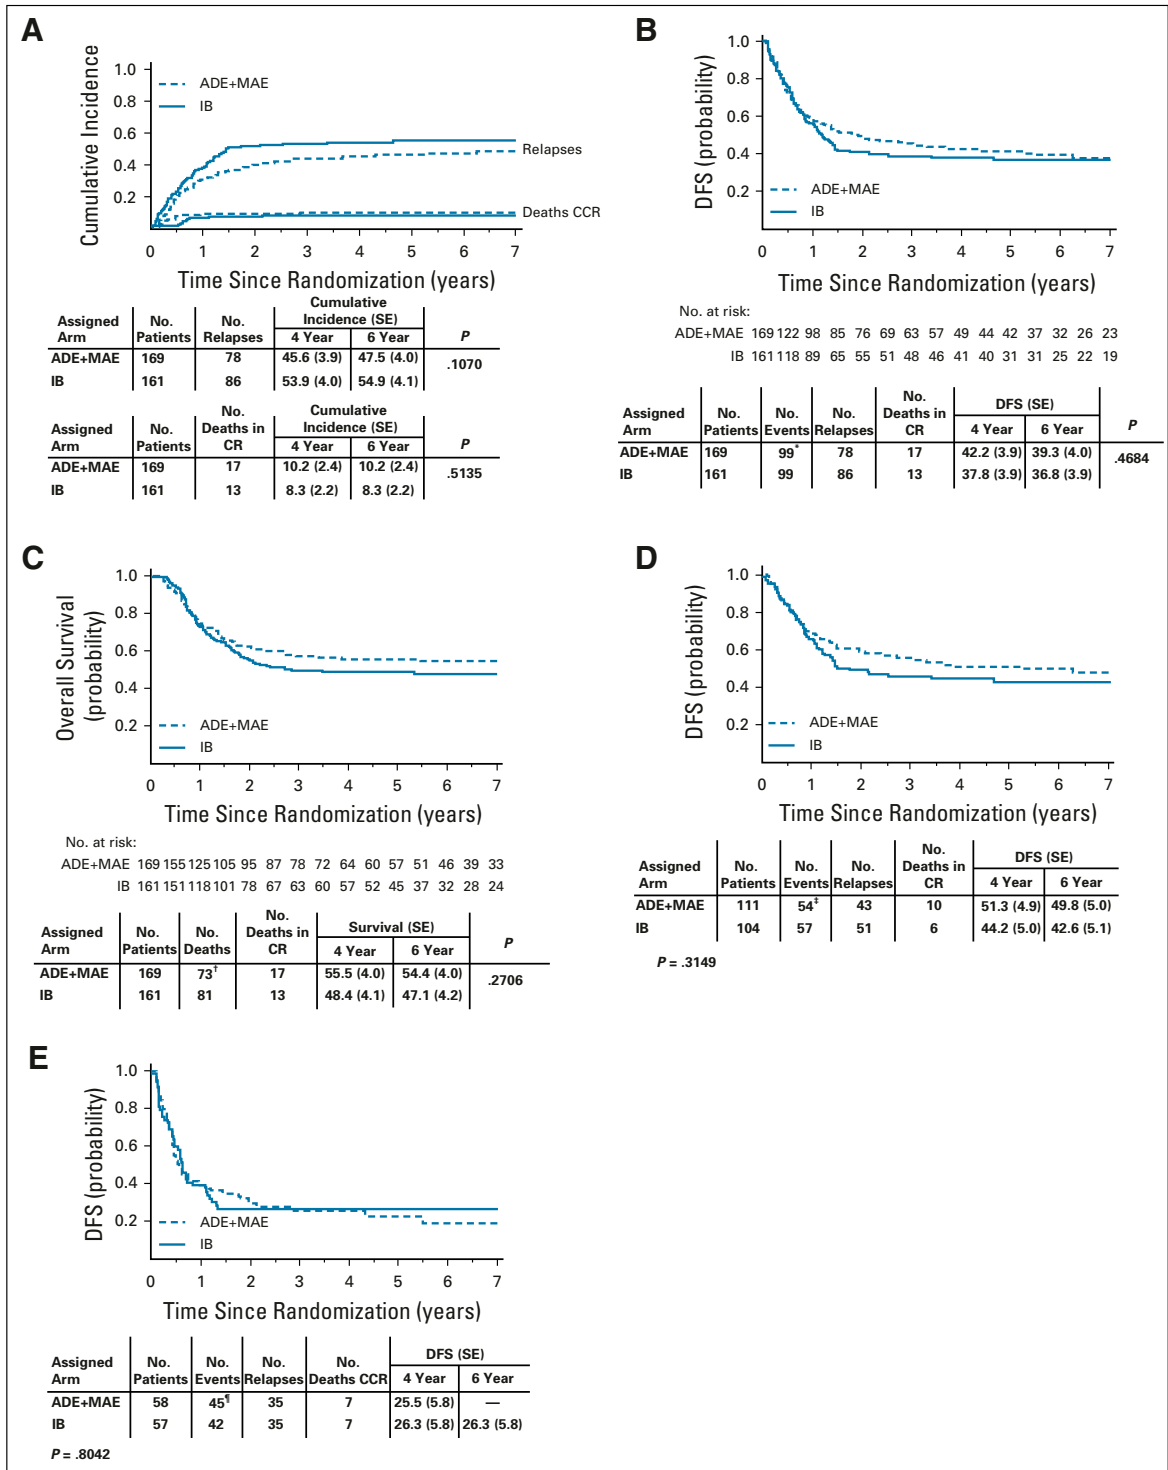 A
Cumulative Incidence
1.0
0.8
0.6
0.4
0.2
ADE+MAE
IB
Relapses
Deaths CCR
0 1 2 3 4 5 6 7
Time Since Randomization (years)
Assigned Arm No. Patients No. Relapses Cumulative Incidence (SE) P
4 Year 6 Year
ADE+MAE 169 78 45.6 (3.9) 47.5 (4.0) .1070
IB 161 86 53.9 (4.0) 54.9 (4.1)
Assigned Arm No. Patients No. Deaths in CR Cumulative Incidence (SE) P
4 Year 6 Year
ADE+MAE 169 17 10.2 (2.4) 10.2 (2.4) .5135
IB 161 13 8.3 (2.2) 8.3 (2.2)
B
DFS (probability)
1.0
0.8
0.6
0.4
0.2
ADE+MAE
IB
0 1 2 3 4 5 6 7
Time Since Randomization (years)
No. at risk:
ADE+MAE 169 122 98 85 76 69 63 57 49 44 42 37 32 26 23
IB 161 118 89 65 55 51 48 46 41 40 31 31 25 22 19
Assigned Arm No. Patients No. Events No. Relapses No. Deaths in CR DFS (SE) P
4 Year 6 Year
ADE+MAE 169 99* 78 17 42.2 (3.9) 39.3 (4.0) .4684
IB 161 99 86 13 37.8 (3.9) 36.8 (3.9)
C
Overall Survival (probability)
1.0
0.8
0.6
0.4
0.2
ADE+MAE
IB
0 1 2 3 4 5 6 7
Time Since Randomization (years)
No. at risk:
ADE+MAE 169 155 125 105 95 87 78 72 64 60 57 51 46 39 33
IB 161 151 118 101 78 67 63 60 57 52 45 37 32 28 24
Assigned Arm No. Patients No. Deaths No. Deaths in CR Survival (SE) P
4 Year 6 Year
ADE+MAE 169 73† 17 55.5 (4.0) 54.4 (4.0) .2706
IB 161 81 13 48.4 (4.1) 47.1 (4.2)
D
DFS (probability)
1.0
0.8
0.6
0.4
0.2
ADE+MAE
IB
0 1 2 3 4 5 6 7
Time Since Randomization (years)
Assigned Arm No. Patients No. Events No. Relapses No. Deaths in CR DFS (SE)
4 Year 6 Year
ADE+MAE 111 54‡ 43 10 51.3 (4.9) 49.8 (5.0)
IB 104 57 51 6 44.2 (5.0) 42.6 (5.1)
P = .3149
E
DFS (probability)
1.0
0.8
0.6
0.4
0.2
ADE+MAE
IB
0 1 2 3 4 5 6 7
Time Since Randomization (years)
Assigned Arm No. Patients No. Events No. Relapses No. Deaths CCR DFS (SE)
4 Year 6 Year
ADE+MAE 58 45¶ 35 7 25.5 (5.8) —
IB 57 42 35 7 26.3 (5.8) 26.3 (5.8)
P = .8042